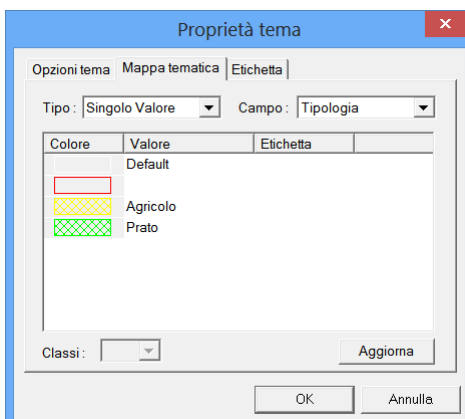 Proprietà tema
Opzioni tema Mappa tematica Etichetta
Tipo : Singolo Valore Campo : Tipologia
Colore Valore Etichetta
Default
Agricolo
Prato
Classi : Aggiorna
OK Annulla